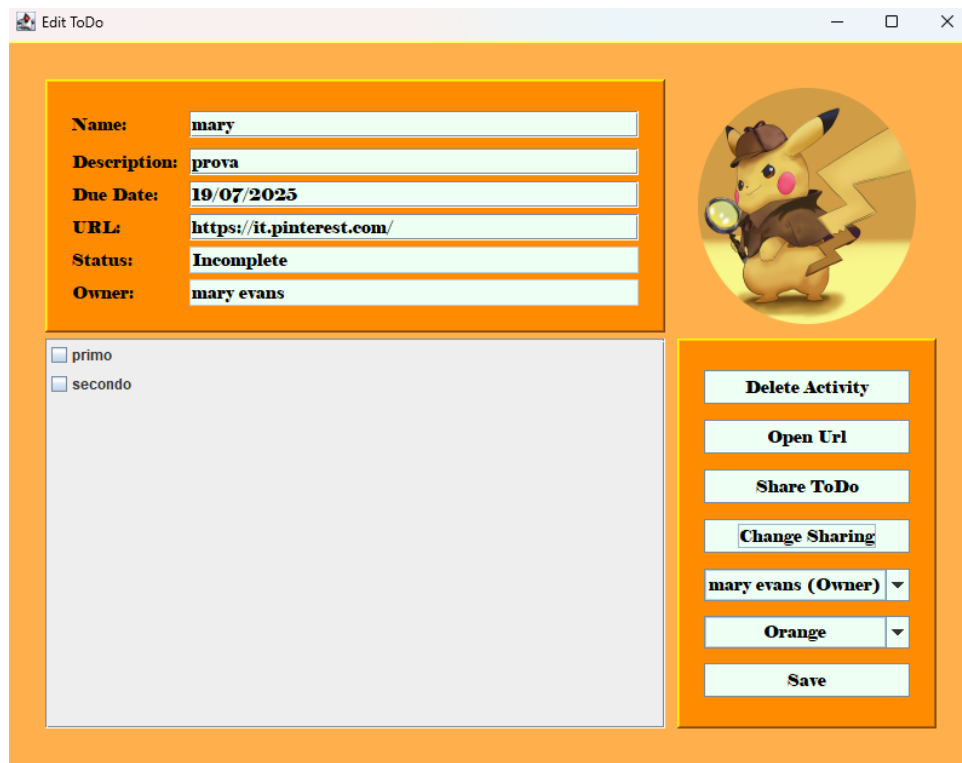 Edit ToDo
Name: mary
Description: prova
Due Date: 19/07/2025
URL: https://it.pinterest.com/
Status: Incomplete
Owner: mary evans
primo
secondo
Delete Activity
Open Url
Share ToDo
Change Sharing
mary evans (Owner)
Orange
Save